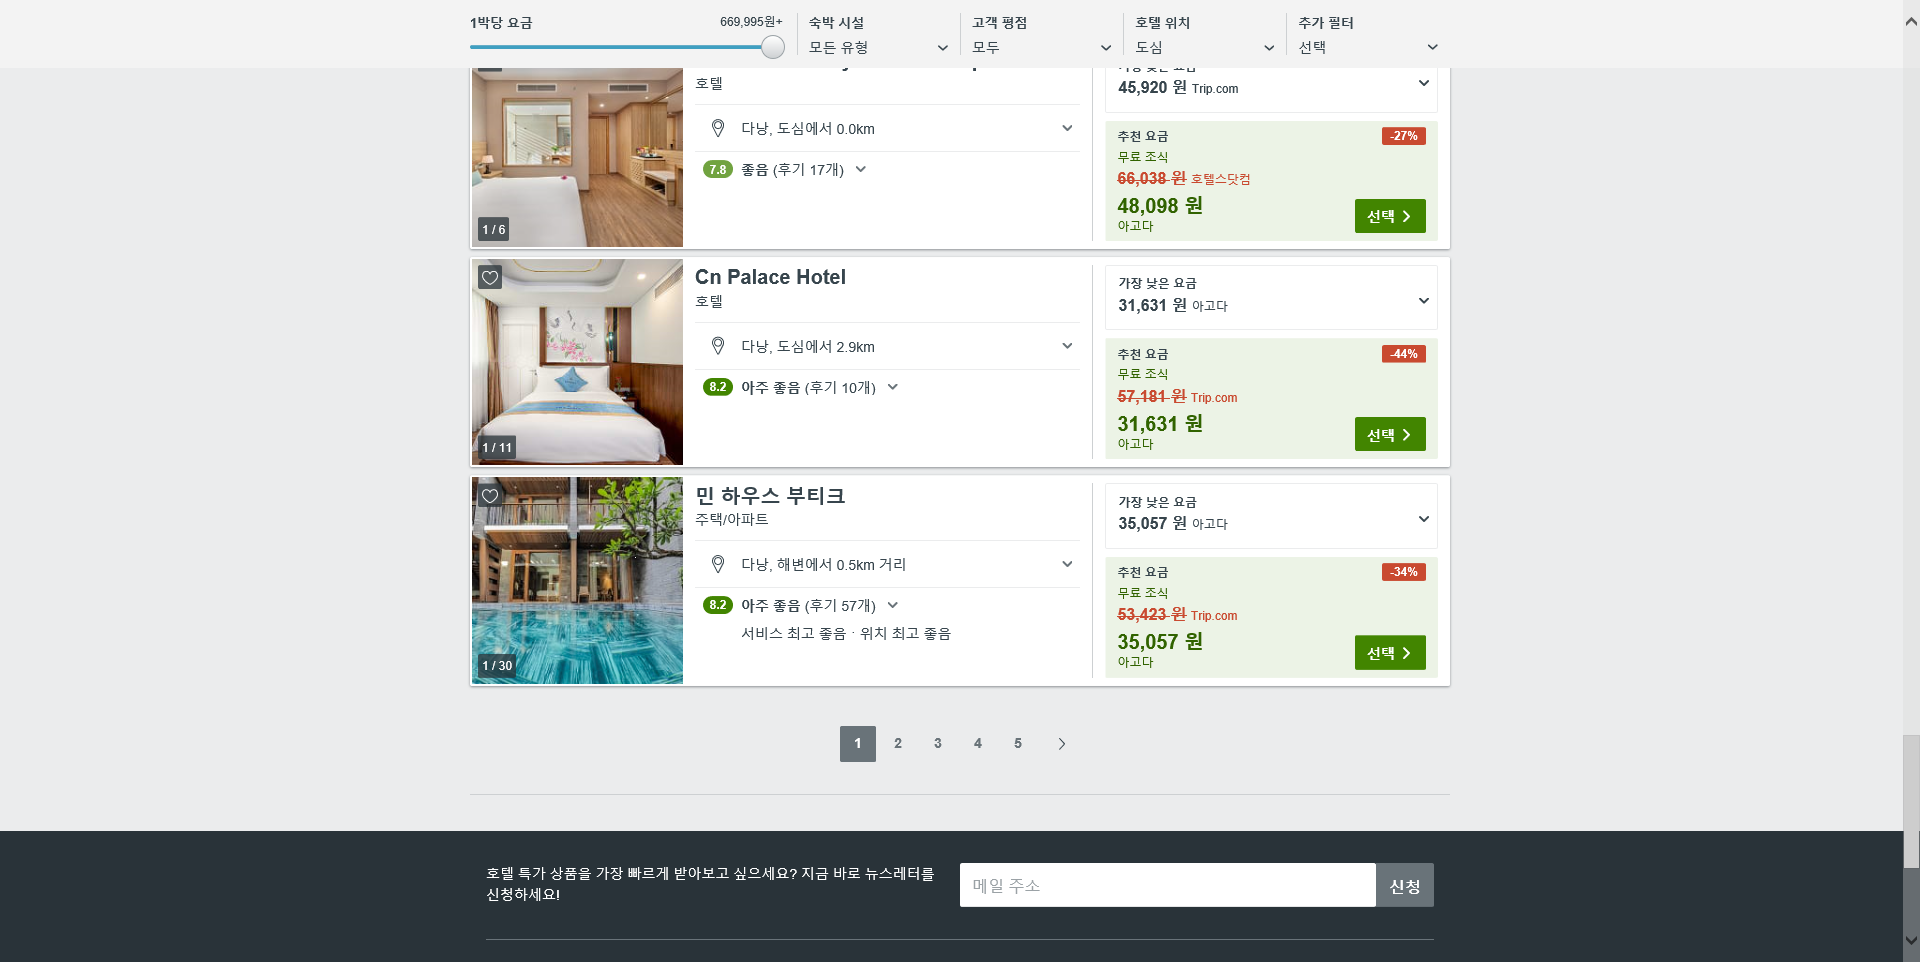 1박당 요금
669,995원+
숙박 시설
모든 유형
고객 평점
모두
호텔 위치
도심
추가 필터
선택
호텔
다낭, 도심에서 0.0km
7.8 좋음 (후기 17개)
1 / 6
45,920 원 Trip.com
추천 요금
-27%
무료 조식
66,038 원 호텔스닷컴
48,098 원
아고다
선택
Cn Palace Hotel
호텔
다낭, 도심에서 2.9km
8.2 아주 좋음 (후기 10개)
1 / 11
가장 낮은 요금
31,631 원 아고다
추천 요금
-44%
무료 조식
57,181 원 Trip.com
31,631 원
아고다
선택
민 하우스 부티크
주택/아파트
다낭, 해변에서 0.5km 거리
8.2 아주 좋음 (후기 57개)
서비스 최고 좋음 · 위치 최고 좋음
1 / 30
가장 낮은 요금
35,057 원 아고다
추천 요금
-34%
무료 조식
53,423 원 Trip.com
35,057 원
아고다
선택
1 2 3 4 5
호텔 특가 상품을 가장 빠르게 받아보고 싶으세요? 지금 바로 뉴스레터를
신청하세요!
메일 주소
신청